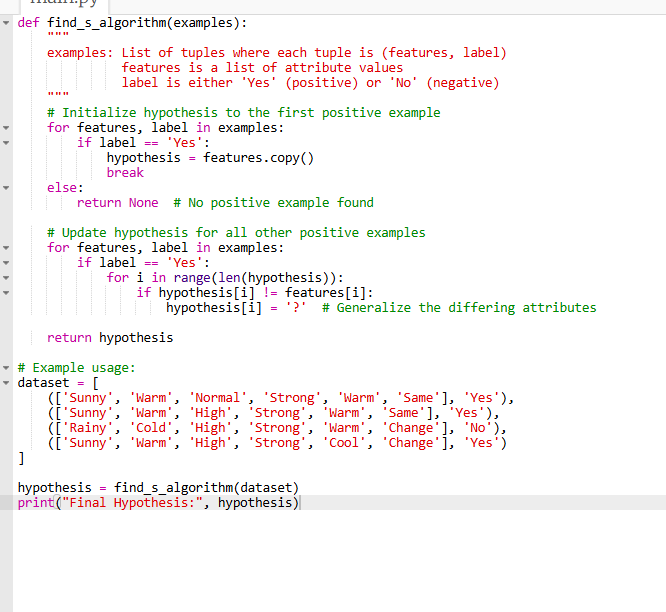 main.py
def find_s_algorithm(examples):
    """
    examples: List of tuples where each tuple is (features, label)
              features is a list of attribute values
              label is either 'Yes' (positive) or 'No' (negative)
    """
    # Initialize hypothesis to the first positive example
    for features, label in examples:
        if label == 'Yes':
            hypothesis = features.copy()
            break
    else:
        return None  # No positive example found

    # Update hypothesis for all other positive examples
    for features, label in examples:
        if label == 'Yes':
            for i in range(len(hypothesis)):
                if hypothesis[i] != features[i]:
                    hypothesis[i] = '?'  # Generalize the differing attributes

    return hypothesis

# Example usage:
dataset = [
    (['Sunny', 'Warm', 'Normal', 'Strong', 'Warm', 'Same'], 'Yes'),
    (['Sunny', 'Warm', 'High', 'Strong', 'Warm', 'Same'], 'Yes'),
    (['Rainy', 'Cold', 'High', 'Strong', 'Warm', 'Change'], 'No'),
    (['Sunny', 'Warm', 'High', 'Strong', 'Cool', 'Change'], 'Yes')
]

hypothesis = find_s_algorithm(dataset)
print("Final Hypothesis:", hypothesis)